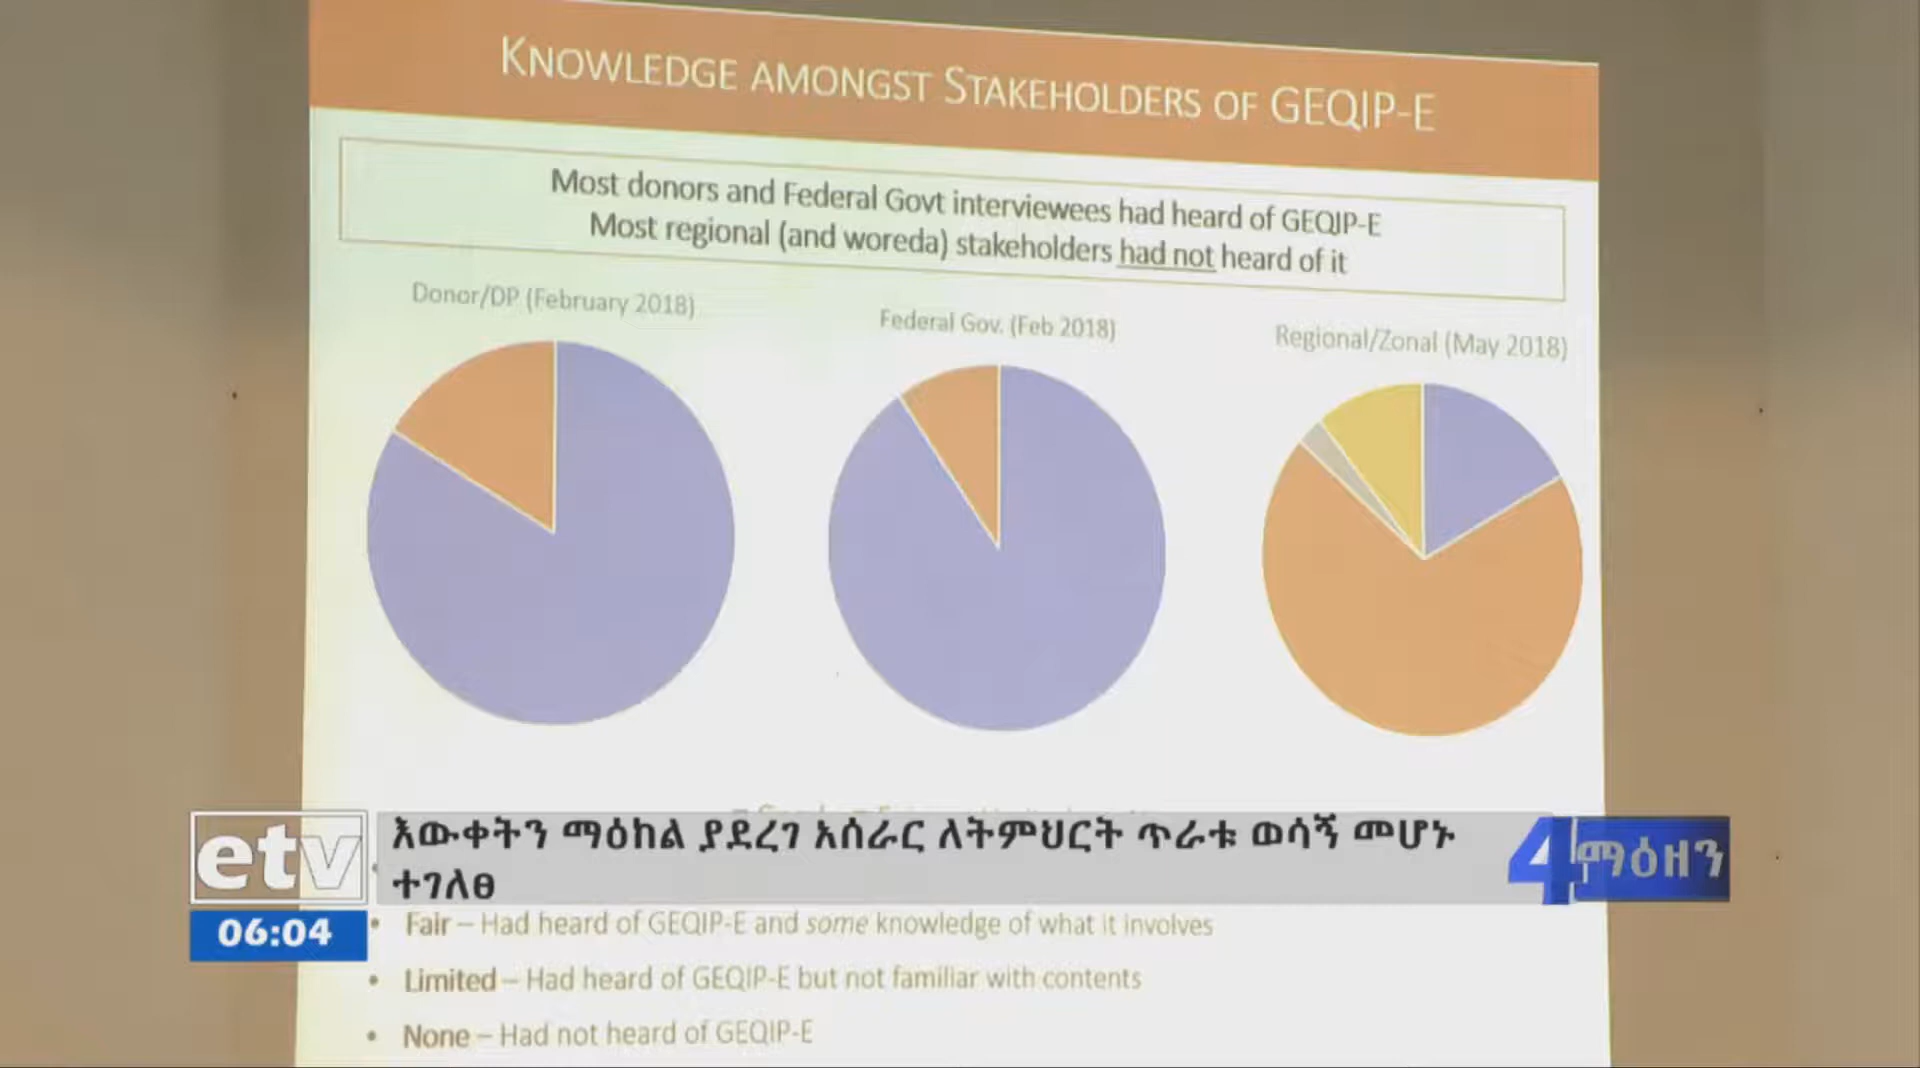 KNOWLEDGE AMONGST STAKEHOLDERS OF GEQIP-E
Most donors and Federal Govt interviewees had heard of GEQIP-E
Most regional (and woreda) stakeholders had not heard of it
Donor/DP (February 2018)
Federal Gov. (Feb 2018)
Regional/Zonal (May 2018)
etv
እውቀትን ማዕከል ያደረገ አሰራር ለትምህርት ጥራቱ ወሳኝ መሆኑ
ተገለፀ
4 ማዕዘን
06:04
• Fair – Had heard of GEQIP-E and some knowledge of what it involves
• Limited – Had heard of GEQIP-E but not familiar with contents
• None – Had not heard of GEQIP-E